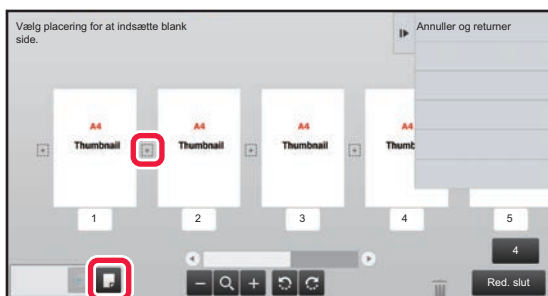 Vælg placering for at indsætte blank
side.
Annuller og returner
A4
Thumbnail
A4
Thumbnail
A4
Thumbnail
A4
Thumb
1
2
3
4
5
4
Red. slut